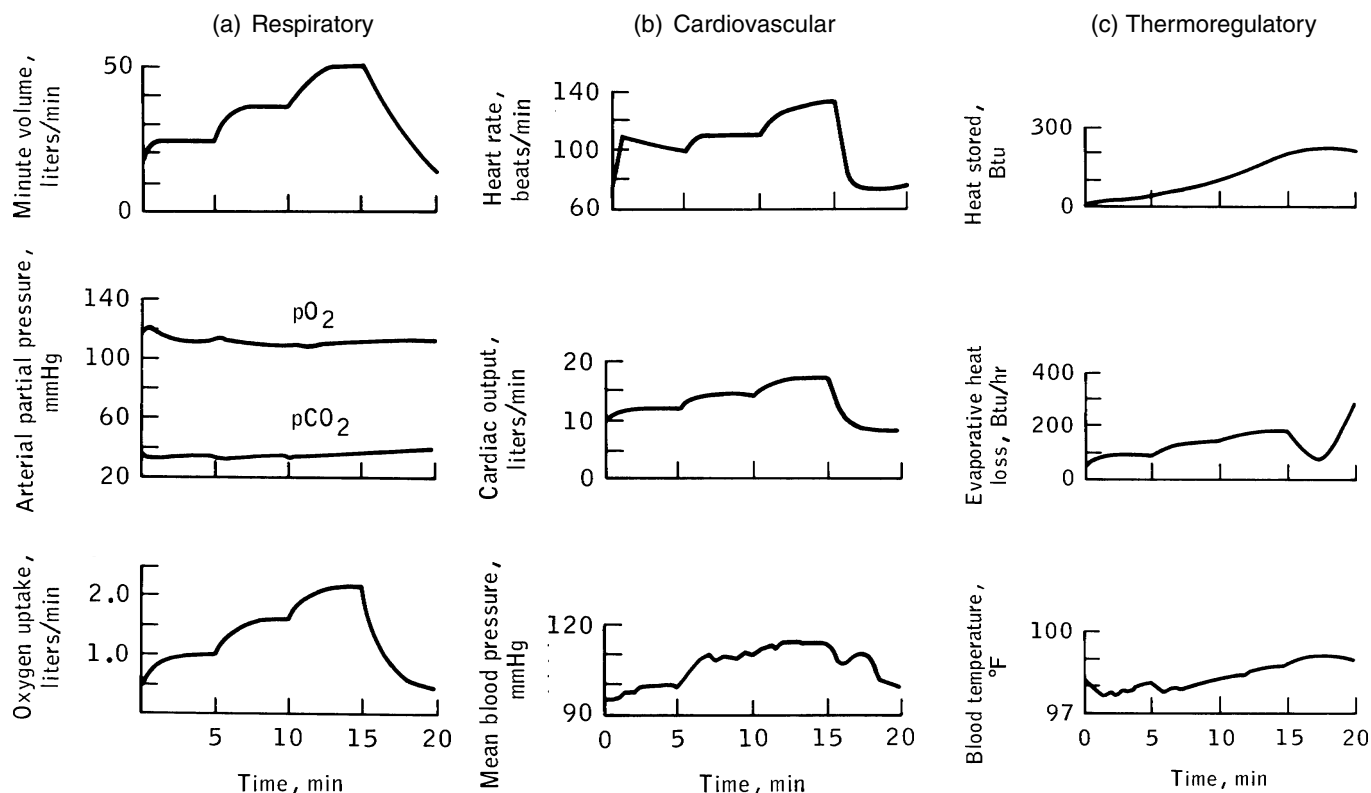 (a) Respiratory
Minute volume,
liters/min
50
0
Arterial partial pressure,
mmHg
140
100
60
20
pO2
pCO2
Oxygen uptake,
liters/min
2.0
1.0
5
10
15
20
Time, min
(b) Cardiovascular
Heart rate,
beats/min
140
100
60
Cardiac output,
liters/min
20
10
0
Mean blood pressure,
mmHg
120
90
0
5
10
15
20
Time, min
(c) Thermoregulatory
Heat stored,
Btu
300
0
Evaporative heat
loss, Btu/hr
400
200
0
Blood temperature,
°F
100
97
0
5
10
15
20
Time, min